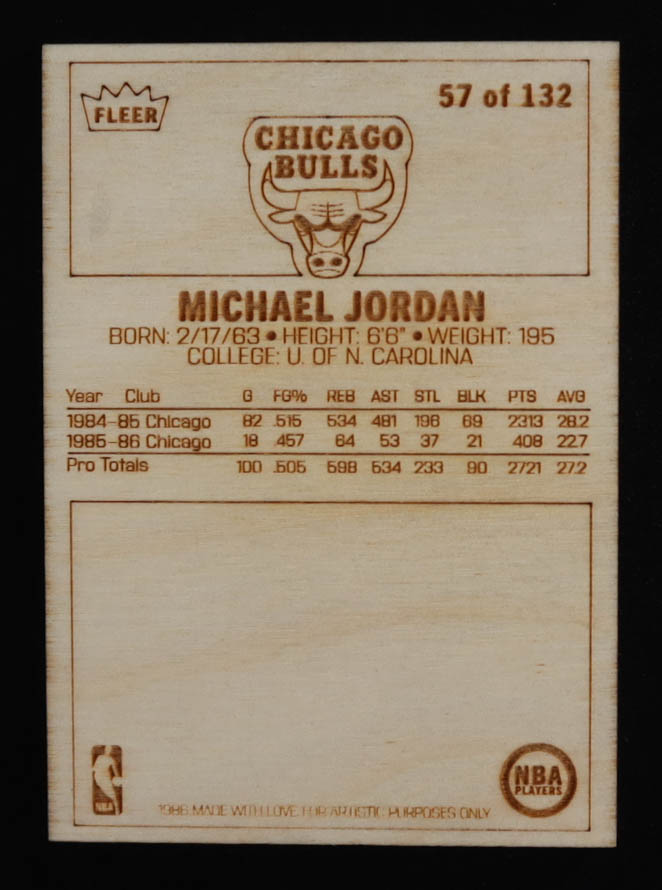 FLEER
57 of 132
CHICAGO
BULLS
MICHAEL JORDAN
BORN: 2/17/63 • HEIGHT: 6'6" • WEIGHT: 195
COLLEGE: U. OF N. CAROLINA
Year Club G FG% REB AST STL BLK PTS AVG
1984-85 Chicago 82 .515 534 481 196 69 2313 28.2
1985-86 Chicago 18 .457 64 53 37 21 408 22.7
Pro Totals 100 .505 598 534 233 90 2721 27.2
NBA
NBA
PLAYERS
1986 MADE WITH LOVE FOR ARTISTIC PURPOSES ONLY